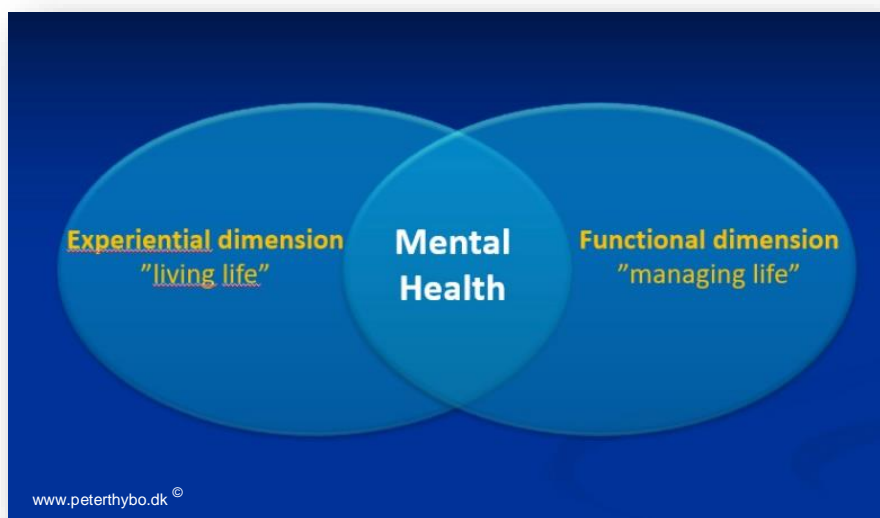 Experiential dimension
”living life”
Mental
Health
Functional dimension
”managing life”
www.peterthybo.dk ©